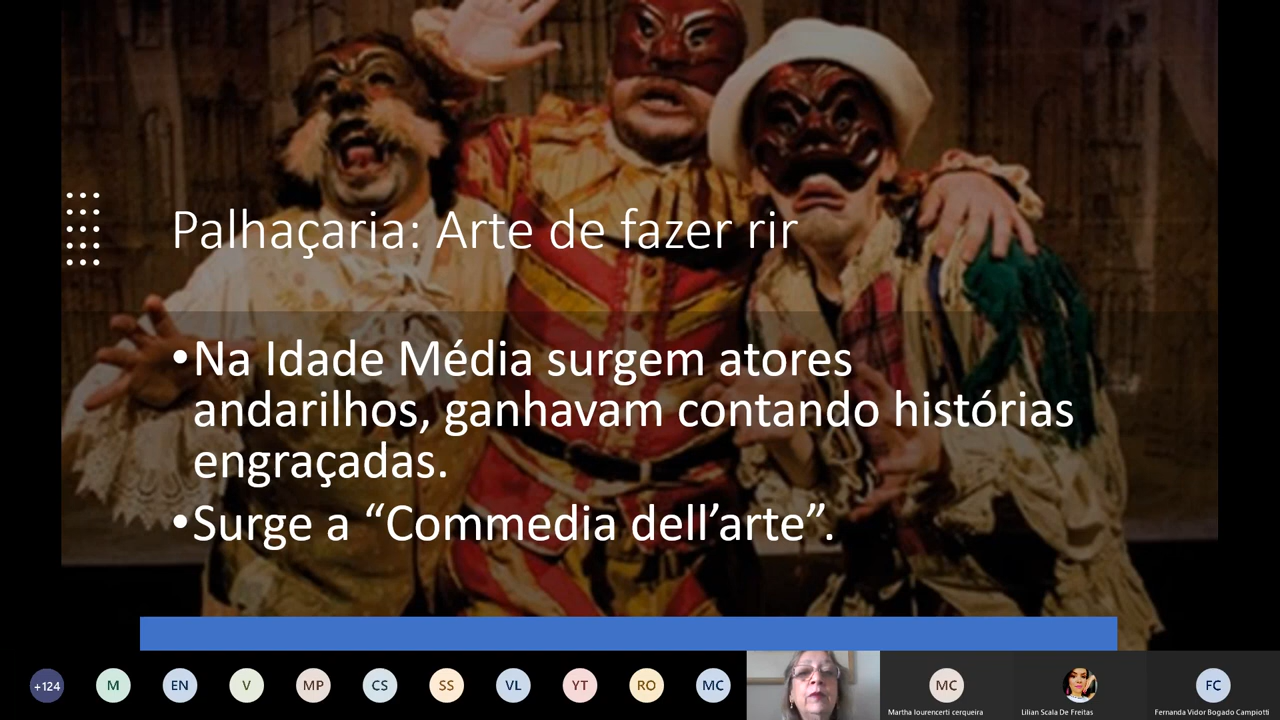 Palhaçaria: Arte de fazer rir
•Na Idade Média surgem atores
andarilhos, ganhavam contando histórias
engraçadas.
•Surge a “Commedia dell’arte”.
+124 M EN V MP CS SS VL YT RO MC MC FC
Martha lourencerti cerqueira Lilian Scala De Freitas Fernanda Vidor Bogado Campiotti